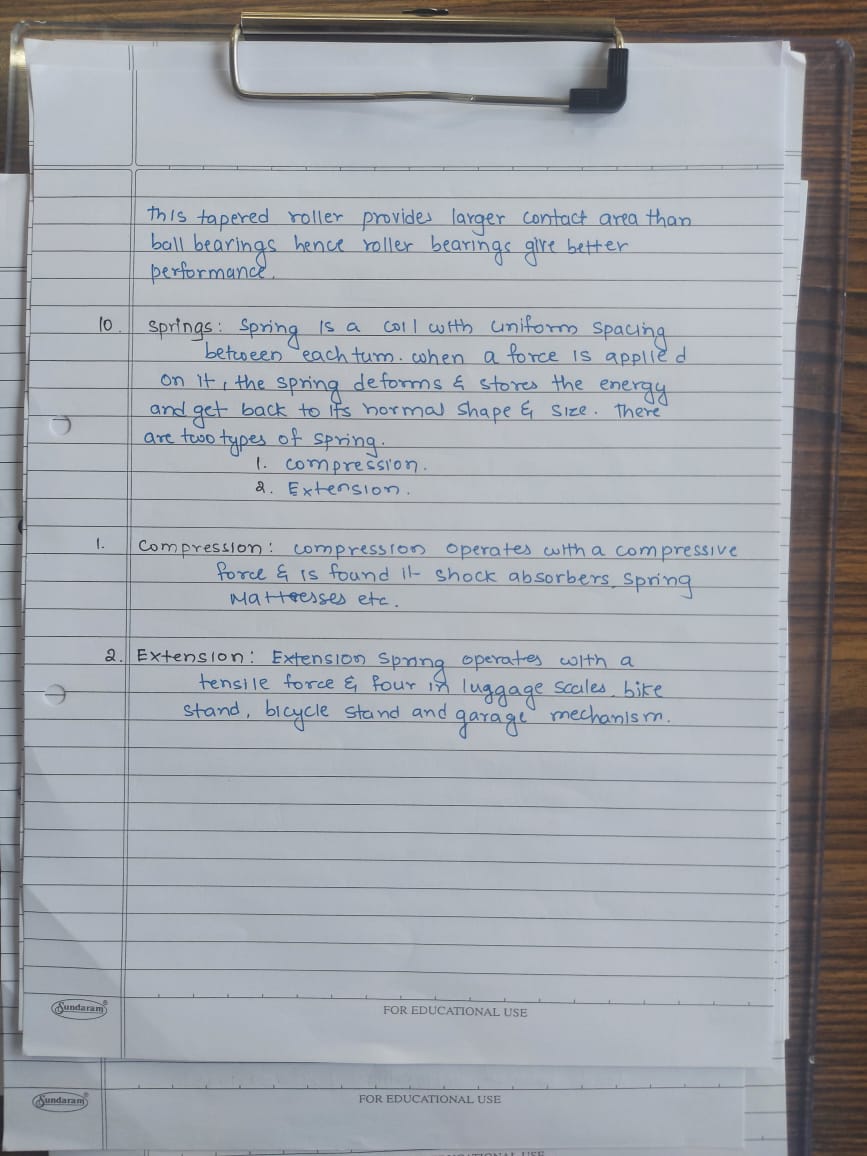 this tapered roller provides larger contact area than
ball bearings hence roller bearings give better
performance.
10. springs: spring is a coil with uniform spacing
between each turn. when a force is applied
on it, the spring deforms & stores the energy
and get back to its normal shape & size. There
are two types of spring.
1. compression.
2. Extension.
1. Compression: compression operates with a compressive
force & is found it shock absorbers, spring
Mattresses etc.
2. Extension: Extension spring operates with a
tensile force & four in luggage scales, bike
stand, bicycle stand and garage mechanism.
Sundaram® FOR EDUCATIONAL USE
Sundaram® FOR EDUCATIONAL USE